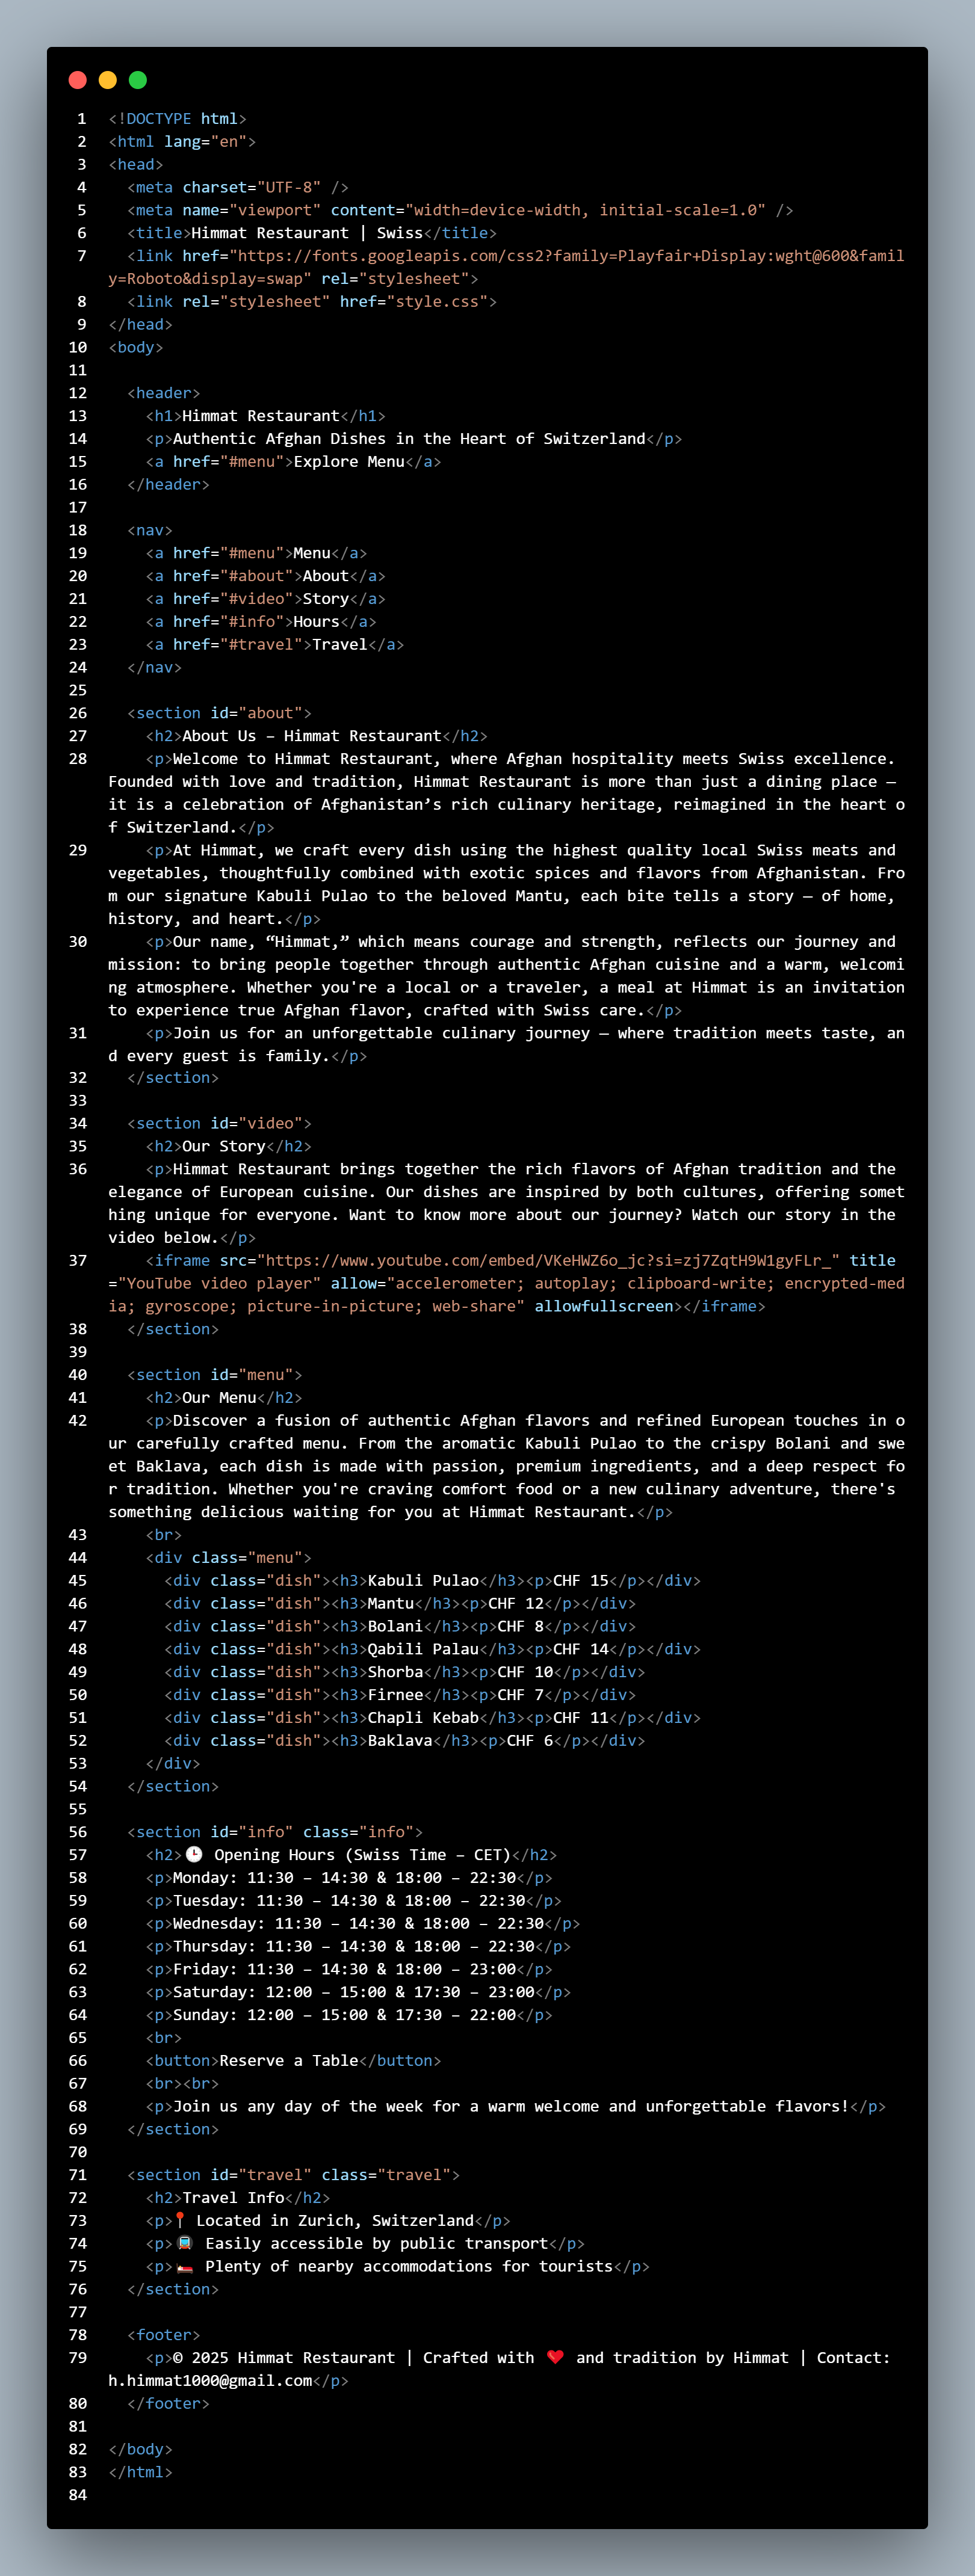 1 <!DOCTYPE html>
2 <html lang="en">
3 <head>
4   <meta charset="UTF-8" />
5   <meta name="viewport" content="width=device-width, initial-scale=1.0" />
6   <title>Himmat Restaurant | Swiss</title>
7   <link href="https://fonts.googleapis.com/css2?family=Playfair+Display:wght@600&famil
y=Roboto&display=swap" rel="stylesheet">
8   <link rel="stylesheet" href="style.css">
9 </head>
10 <body>
11
12   <header>
13     <h1>Himmat Restaurant</h1>
14     <p>Authentic Afghan Dishes in the Heart of Switzerland</p>
15     <a href="#menu">Explore Menu</a>
16   </header>
17
18   <nav>
19     <a href="#menu">Menu</a>
20     <a href="#about">About</a>
21     <a href="#video">Story</a>
22     <a href="#info">Hours</a>
23     <a href="#travel">Travel</a>
24   </nav>
25
26   <section id="about">
27     <h2>About Us – Himmat Restaurant</h2>
28     <p>Welcome to Himmat Restaurant, where Afghan hospitality meets Swiss excellence.
Founded with love and tradition, Himmat Restaurant is more than just a dining place —
it is a celebration of Afghanistan’s rich culinary heritage, reimagined in the heart o
f Switzerland.</p>
29     <p>At Himmat, we craft every dish using the highest quality local Swiss meats and
vegetables, thoughtfully combined with exotic spices and flavors from Afghanistan. Fro
m our signature Kabuli Pulao to the beloved Mantu, each bite tells a story — of home,
history, and heart.</p>
30     <p>Our name, “Himmat,” which means courage and strength, reflects our journey and
mission: to bring people together through authentic Afghan cuisine and a warm, welcomi
ng atmosphere. Whether you're a local or a traveler, a meal at Himmat is an invitation
to experience true Afghan flavor, crafted with Swiss care.</p>
31     <p>Join us for an unforgettable culinary journey — where tradition meets taste, an
d every guest is family.</p>
32   </section>
33
34   <section id="video">
35     <h2>Our Story</h2>
36     <p>Himmat Restaurant brings together the rich flavors of Afghan tradition and the
elegance of European cuisine. Our dishes are inspired by both cultures, offering somet
hing unique for everyone. Want to know more about our journey? Watch our story in the
video below.</p>
37     <iframe src="https://www.youtube.com/embed/VKeHWZ6o_jc?si=zj7ZqtH9W1gyFLr_" title
="YouTube video player" allow="accelerometer; autoplay; clipboard-write; encrypted-med
ia; gyroscope; picture-in-picture; web-share" allowfullscreen></iframe>
38   </section>
39
40   <section id="menu">
41     <h2>Our Menu</h2>
42     <p>Discover a fusion of authentic Afghan flavors and refined European touches in o
ur carefully crafted menu. From the aromatic Kabuli Pulao to the crispy Bolani and swe
et Baklava, each dish is made with passion, premium ingredients, and a deep respect fo
r tradition. Whether you're craving comfort food or a new culinary adventure, there's
something delicious waiting for you at Himmat Restaurant.</p>
43     <br>
44     <div class="menu">
45       <div class="dish"><h3>Kabuli Pulao</h3><p>CHF 15</p></div>
46       <div class="dish"><h3>Mantu</h3><p>CHF 12</p></div>
47       <div class="dish"><h3>Bolani</h3><p>CHF 8</p></div>
48       <div class="dish"><h3>Qabili Palau</h3><p>CHF 14</p></div>
49       <div class="dish"><h3>Shorba</h3><p>CHF 10</p></div>
50       <div class="dish"><h3>Firnee</h3><p>CHF 7</p></div>
51       <div class="dish"><h3>Chapli Kebab</h3><p>CHF 11</p></div>
52       <div class="dish"><h3>Baklava</h3><p>CHF 6</p></div>
53     </div>
54   </section>
55
56   <section id="info" class="info">
57     <h2>🕒 Opening Hours (Swiss Time – CET)</h2>
58     <p>Monday: 11:30 – 14:30 & 18:00 – 22:30</p>
59     <p>Tuesday: 11:30 – 14:30 & 18:00 – 22:30</p>
60     <p>Wednesday: 11:30 – 14:30 & 18:00 – 22:30</p>
61     <p>Thursday: 11:30 – 14:30 & 18:00 – 22:30</p>
62     <p>Friday: 11:30 – 14:30 & 18:00 – 23:00</p>
63     <p>Saturday: 12:00 – 15:00 & 17:30 – 23:00</p>
64     <p>Sunday: 12:00 – 15:00 & 17:30 – 22:00</p>
65     <br>
66     <button>Reserve a Table</button>
67     <br><br>
68     <p>Join us any day of the week for a warm welcome and unforgettable flavors!</p>
69   </section>
70
71   <section id="travel" class="travel">
72     <h2>Travel Info</h2>
73     <p>📍 Located in Zurich, Switzerland</p>
74     <p>🚇 Easily accessible by public transport</p>
75     <p>🛏️ Plenty of nearby accommodations for tourists</p>
76   </section>
77
78   <footer>
79     <p>© 2025 Himmat Restaurant | Crafted with ❤️ and tradition by Himmat | Contact:
h.himmat1000@gmail.com</p>
80   </footer>
81
82 </body>
83 </html>
84